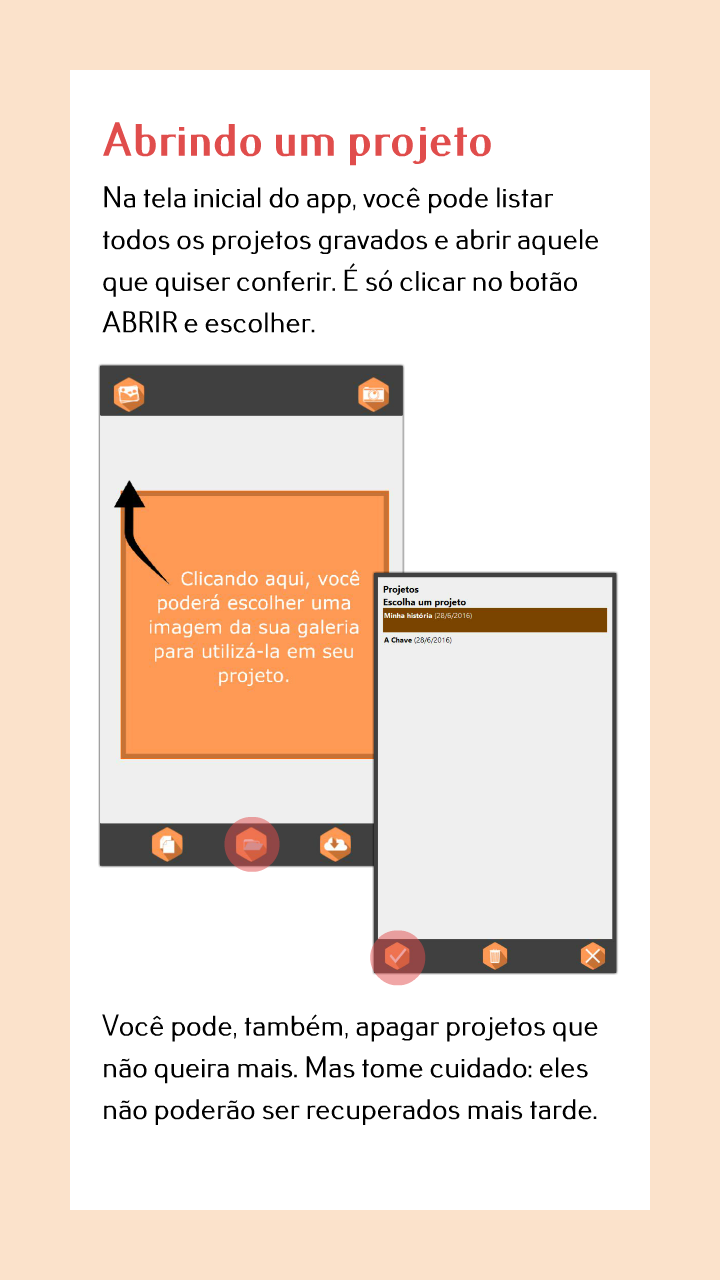 Abrindo um projeto
Na tela inicial do app, você pode listar
todos os projetos gravados e abrir aquele
que quiser conferir. É só clicar no botão
ABRIR e escolher.
Clicando aqui, você
poderá escolher uma
imagem da sua galeria
para utilizá-la em seu
projeto.
Projetos
Escolha um projeto
Minha história (28/6/2016)
A Chave (28/6/2016)
Você pode, também, apagar projetos que
não queira mais. Mas tome cuidado: eles
não poderão ser recuperados mais tarde.